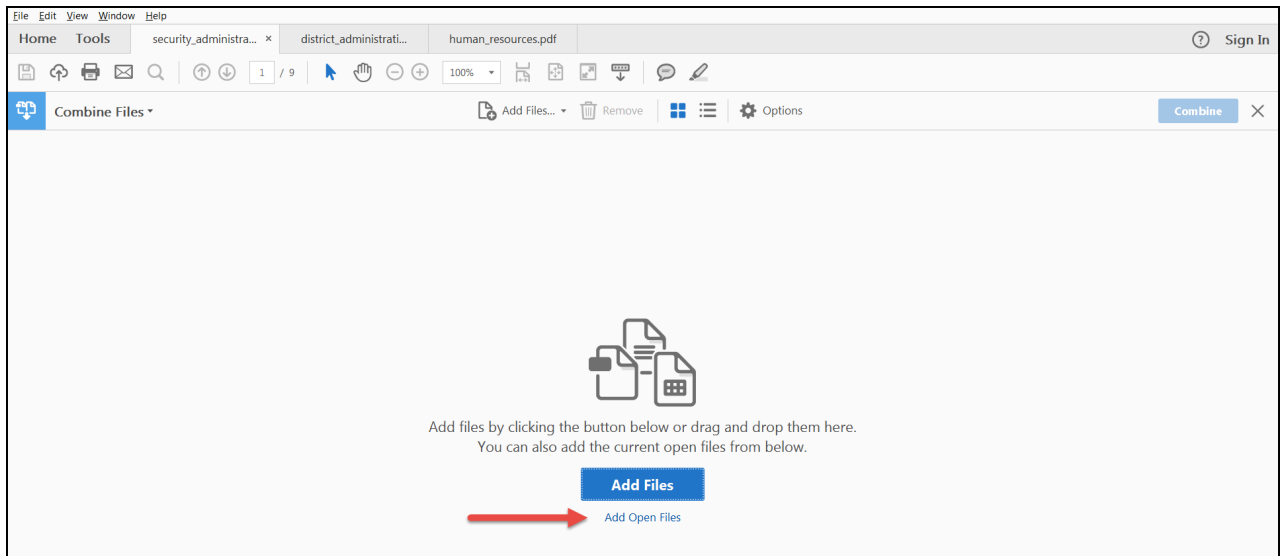 File Edit View Window Help
Home Tools security_administra... × district_administrati... human_resources.pdf ? Sign In
1 / 9 100%
Combine Files Add Files... Remove Options Combine
Add files by clicking the button below or drag and drop them here.
You can also add the current open files from below.
Add Files
Add Open Files